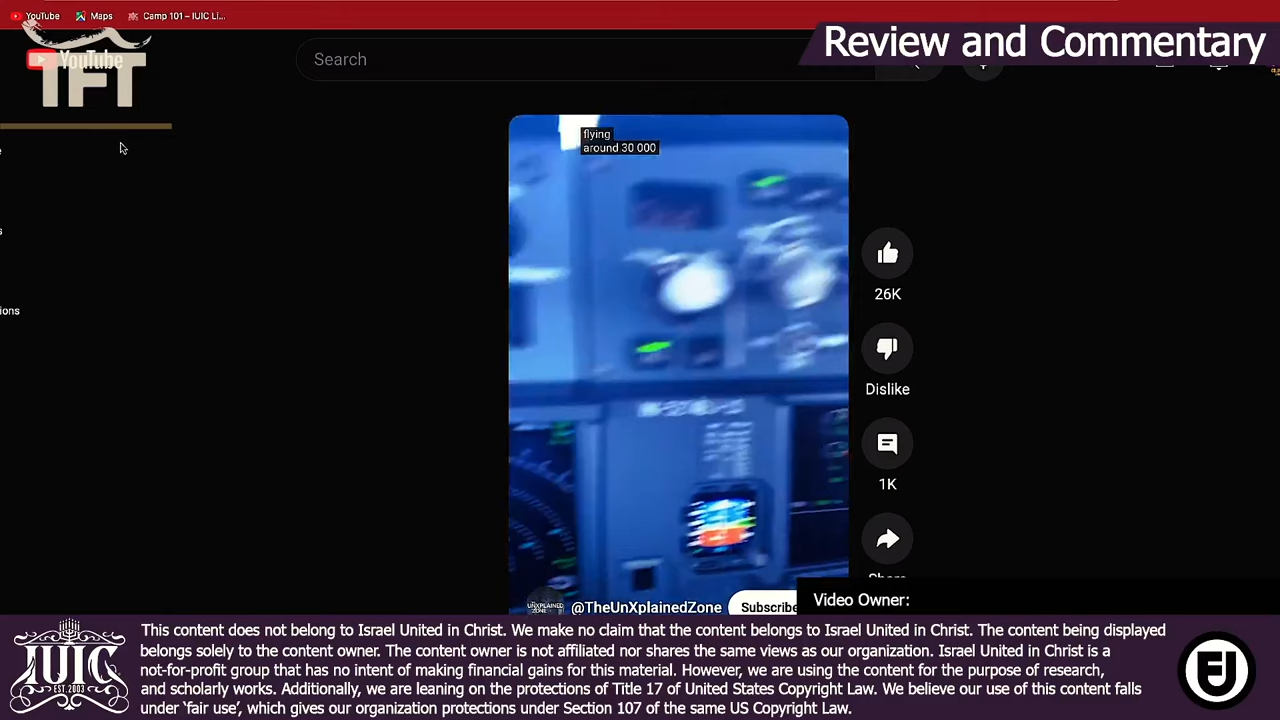 YouTube
Maps
Camp 101 – IUIC Li...
Review and Commentary
YouTube
TFT
Search
flying
around 30 000
26K
Dislike
1K
Share
ions
s
@TheUnXplainedZone
Subscribe
UNXPLAINED
ZONE
Video Owner:
This content does not belong to Israel United in Christ. We make no claim that the content belongs to Israel United in Christ. The content being displayed
belongs solely to the content owner. The content owner is not affiliated nor shares the same views as our organization. Israel United in Christ is a
not-for-profit group that has no intent of making financial gains for this material. However, we are using the content for the purpose of research,
and scholarly works. Additionally, we are leaning on the protections of Title 17 of United States Copyright Law. We believe our use of this content falls
under ‘fair use’, which gives our organization protections under Section 107 of the same US Copyright Law.
IUIC
EST. 2003